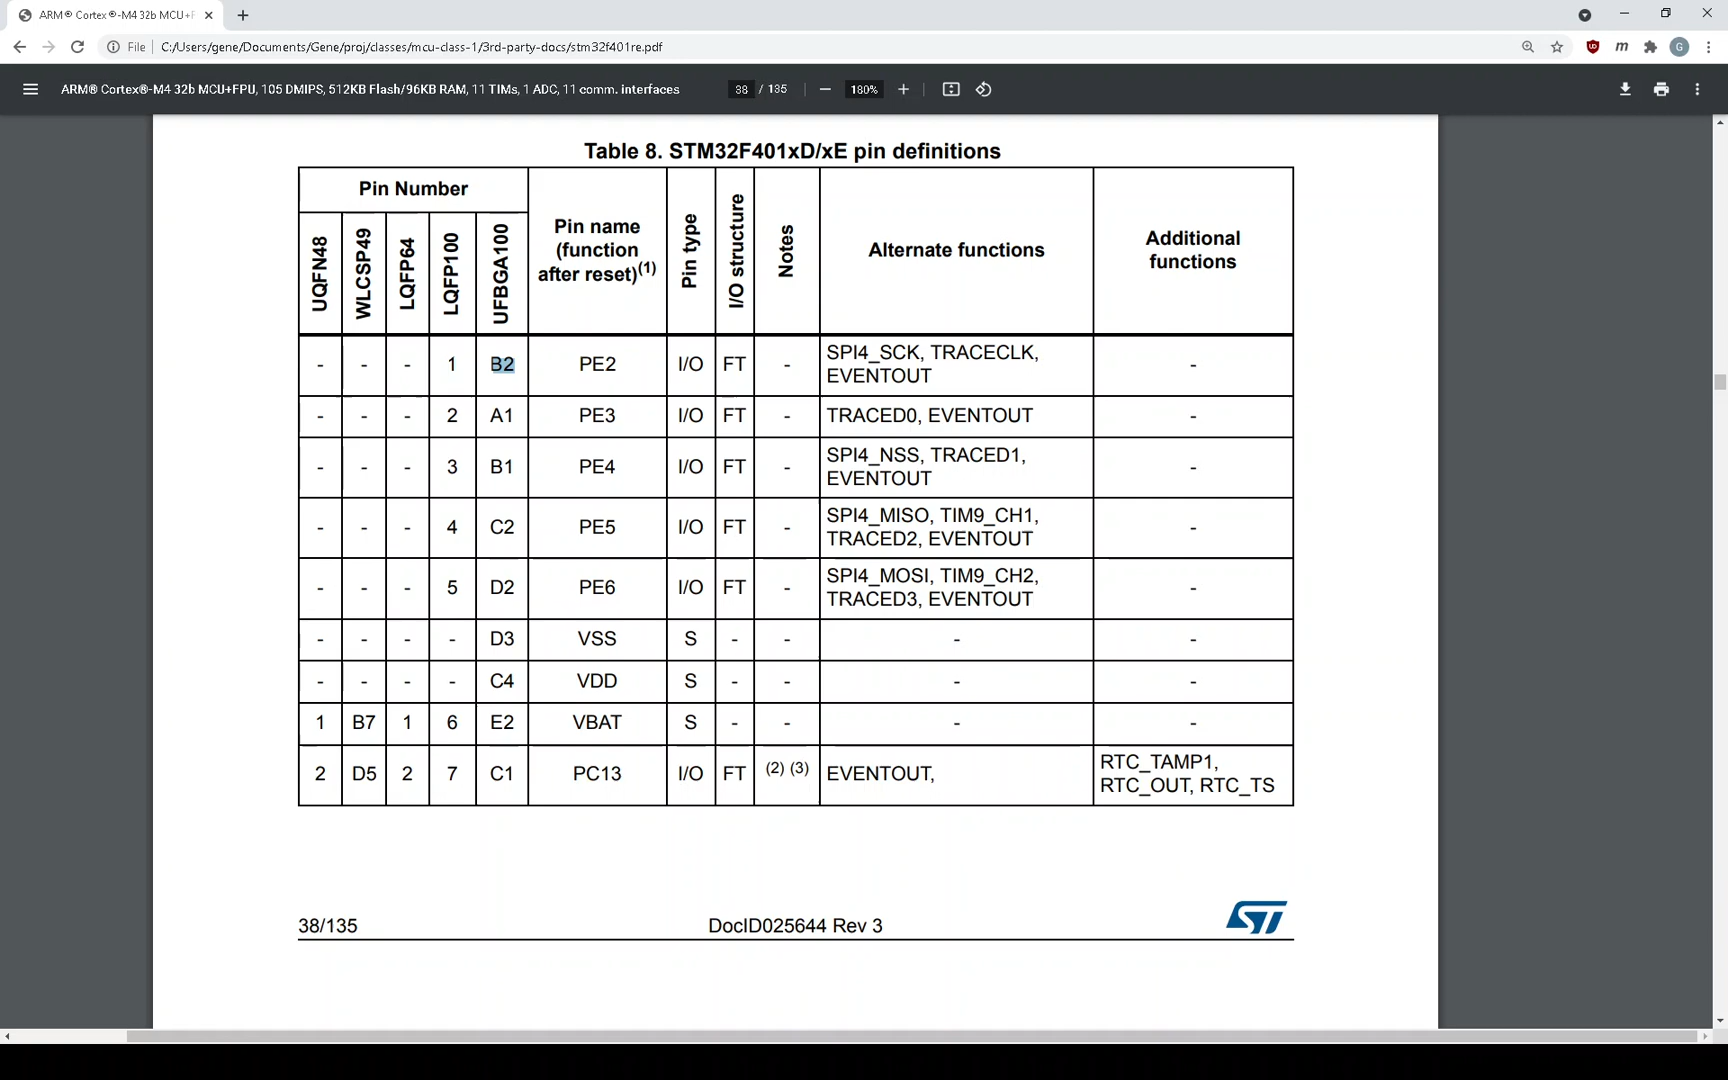 ARM® Cortex®-M4 32b MCU+F
C:/Users/gene/Documents/Gene/proj/classes/mcu-class-1/3rd-party-docs/stm32f401re.pdf
File
G
ARM® Cortex®-M4 32b MCU+FPU, 105 DMIPS, 512KB Flash/96KB RAM, 11 TIMs, 1 ADC, 11 comm. interfaces
38 / 135
180%
Table 8. STM32F401xD/xE pin definitions
Pin Number
UQFN48
WLCSP49
LQFP64
LQFP100
UFBGA100
Pin name
(function
after reset)(1)
Pin type
I/O structure
Notes
Alternate functions
Additional
functions
- - - 1 B2 PE2 I/O FT - SPI4_SCK, TRACECLK, -
EVENTOUT
- - - 2 A1 PE3 I/O FT - TRACED0, EVENTOUT -
- - - 3 B1 PE4 I/O FT - SPI4_NSS, TRACED1, -
EVENTOUT
- - - 4 C2 PE5 I/O FT - SPI4_MISO, TIM9_CH1, -
TRACED2, EVENTOUT
- - - 5 D2 PE6 I/O FT - SPI4_MOSI, TIM9_CH2, -
TRACED3, EVENTOUT
- - - - D3 VSS S - - - -
- - - - C4 VDD S - - - -
1 B7 1 6 E2 VBAT S - - - -
2 D5 2 7 C1 PC13 I/O FT (2) (3) EVENTOUT, RTC_TAMP1,
RTC_OUT, RTC_TS
38/135
DocID025644 Rev 3
ST